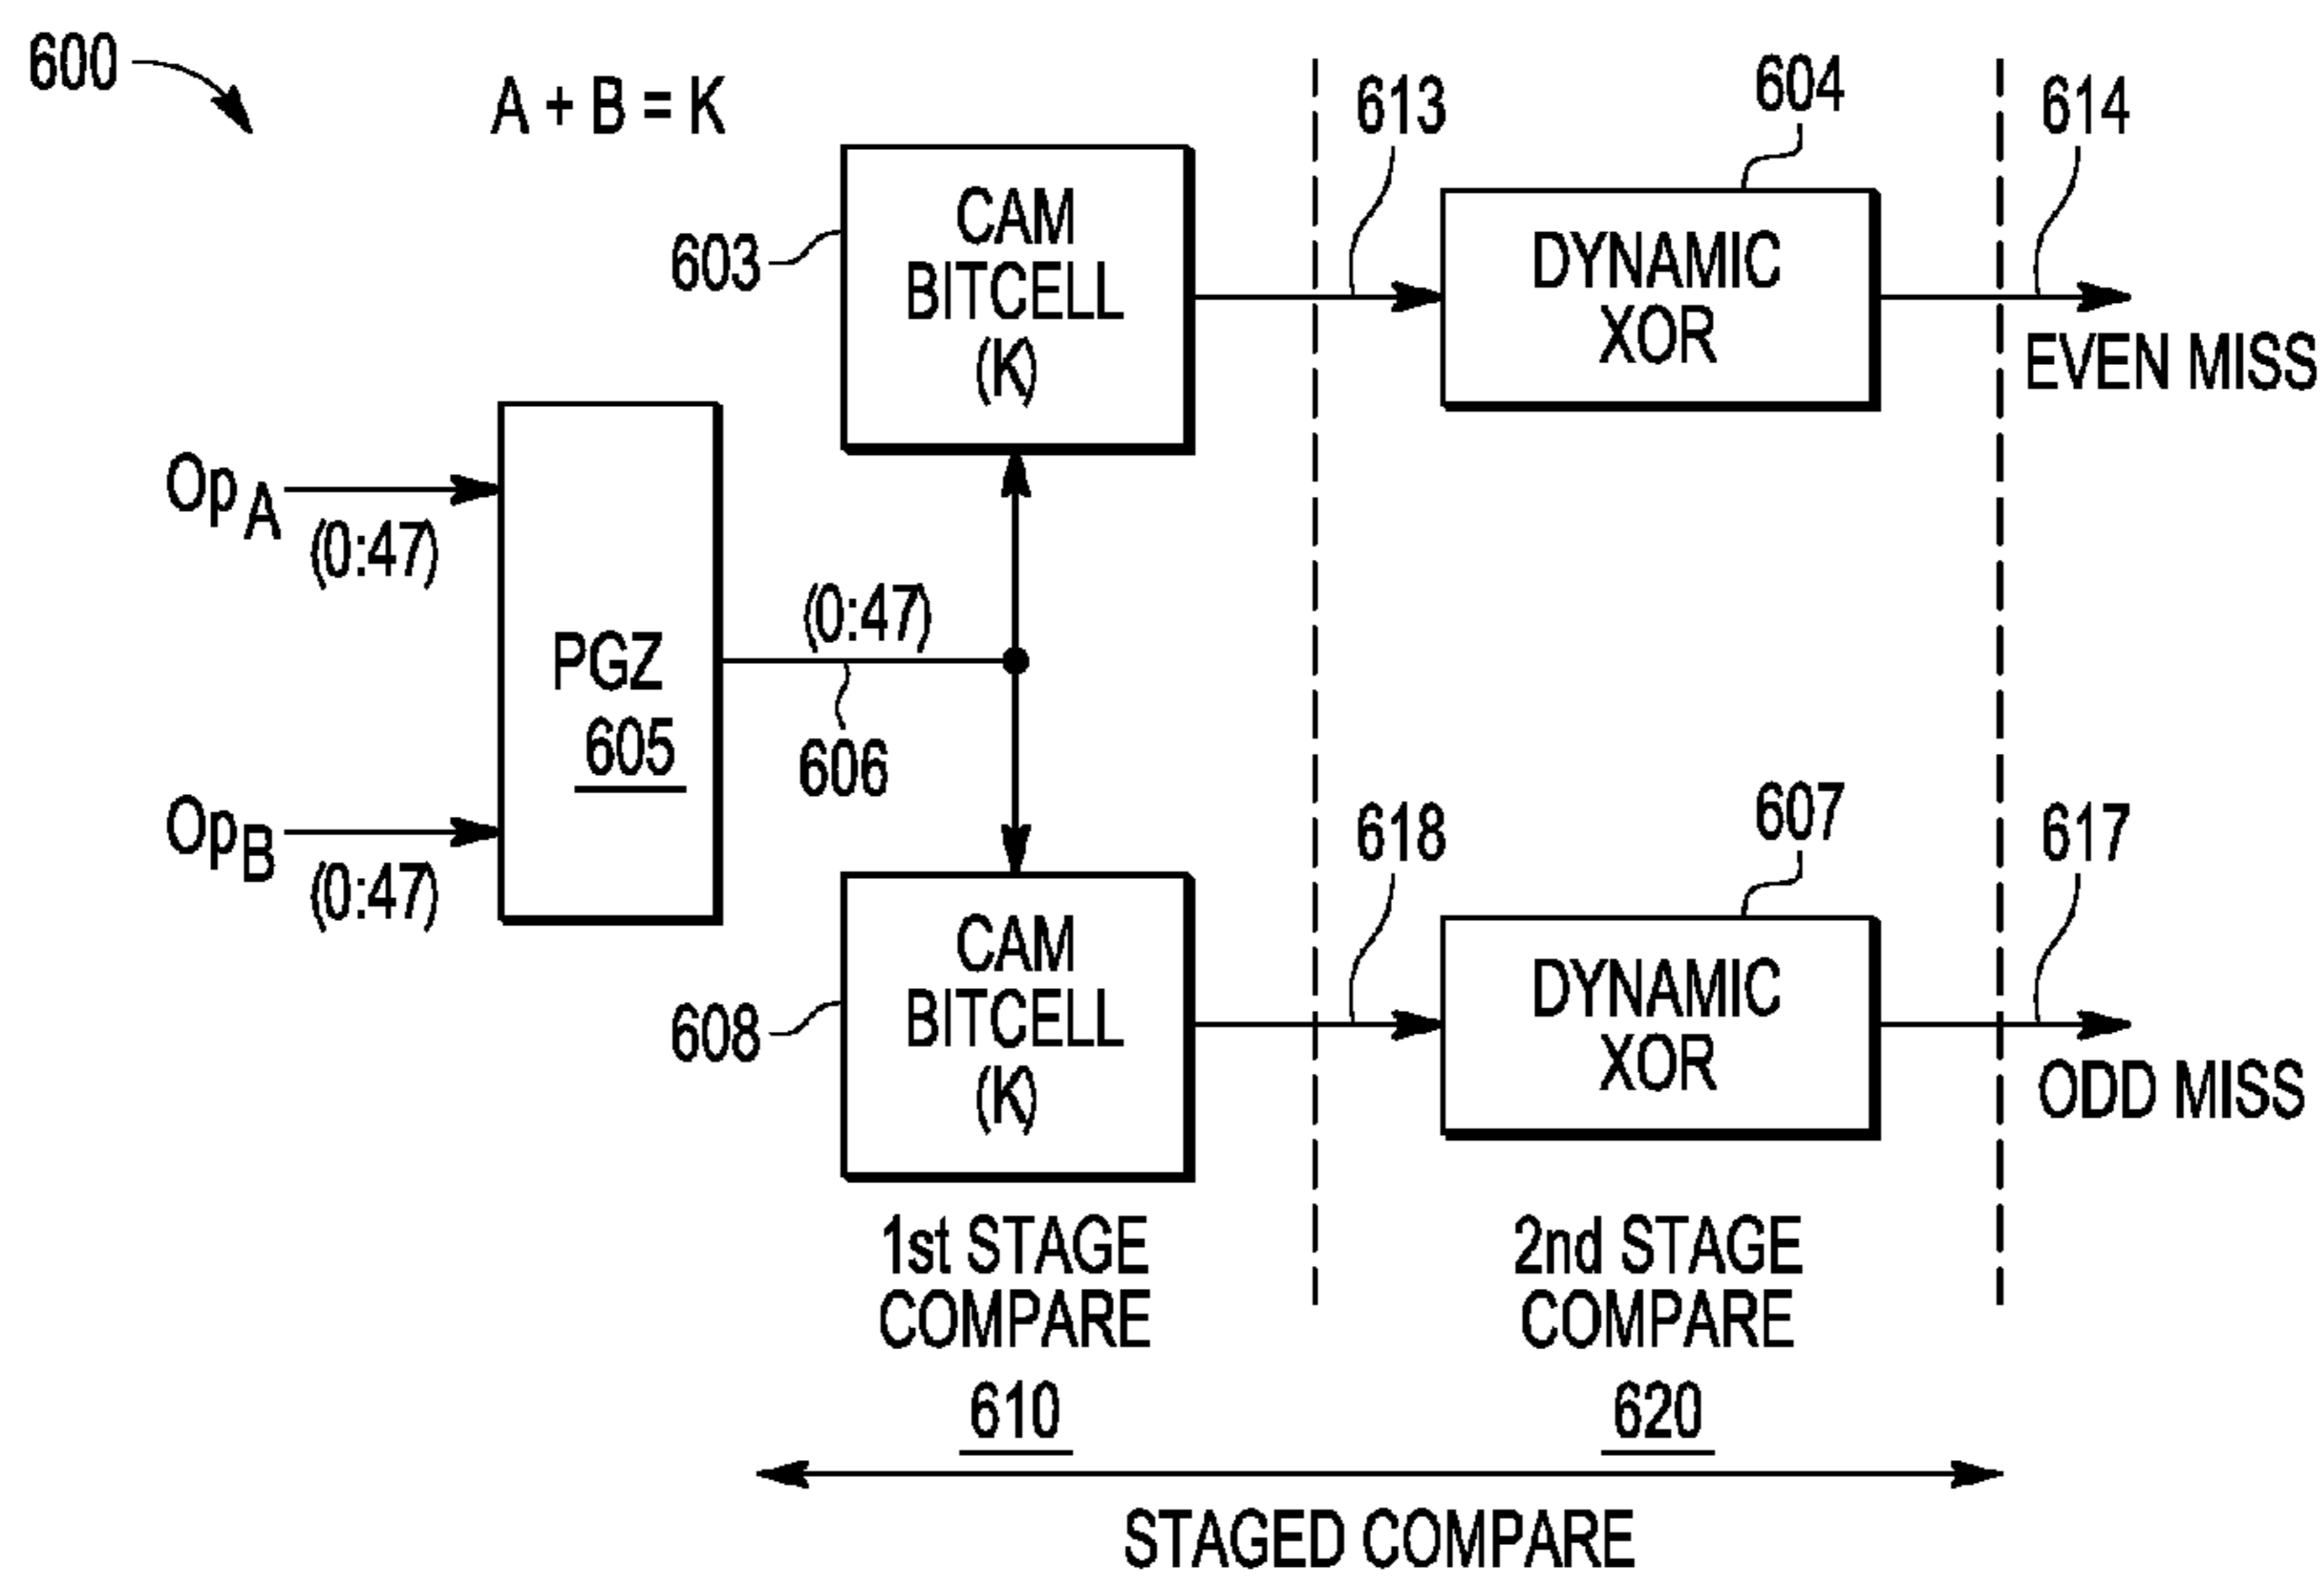 600
A + B = K
613
604
614
603
CAM
BITCELL
(K)
DYNAMIC
XOR
EVEN MISS
OpA
(0:47)
PGZ
605
(0:47)
606
OpB
(0:47)
618
607
617
608
CAM
BITCELL
(K)
DYNAMIC
XOR
ODD MISS
1st STAGE
COMPARE
610
2nd STAGE
COMPARE
620
STAGED COMPARE